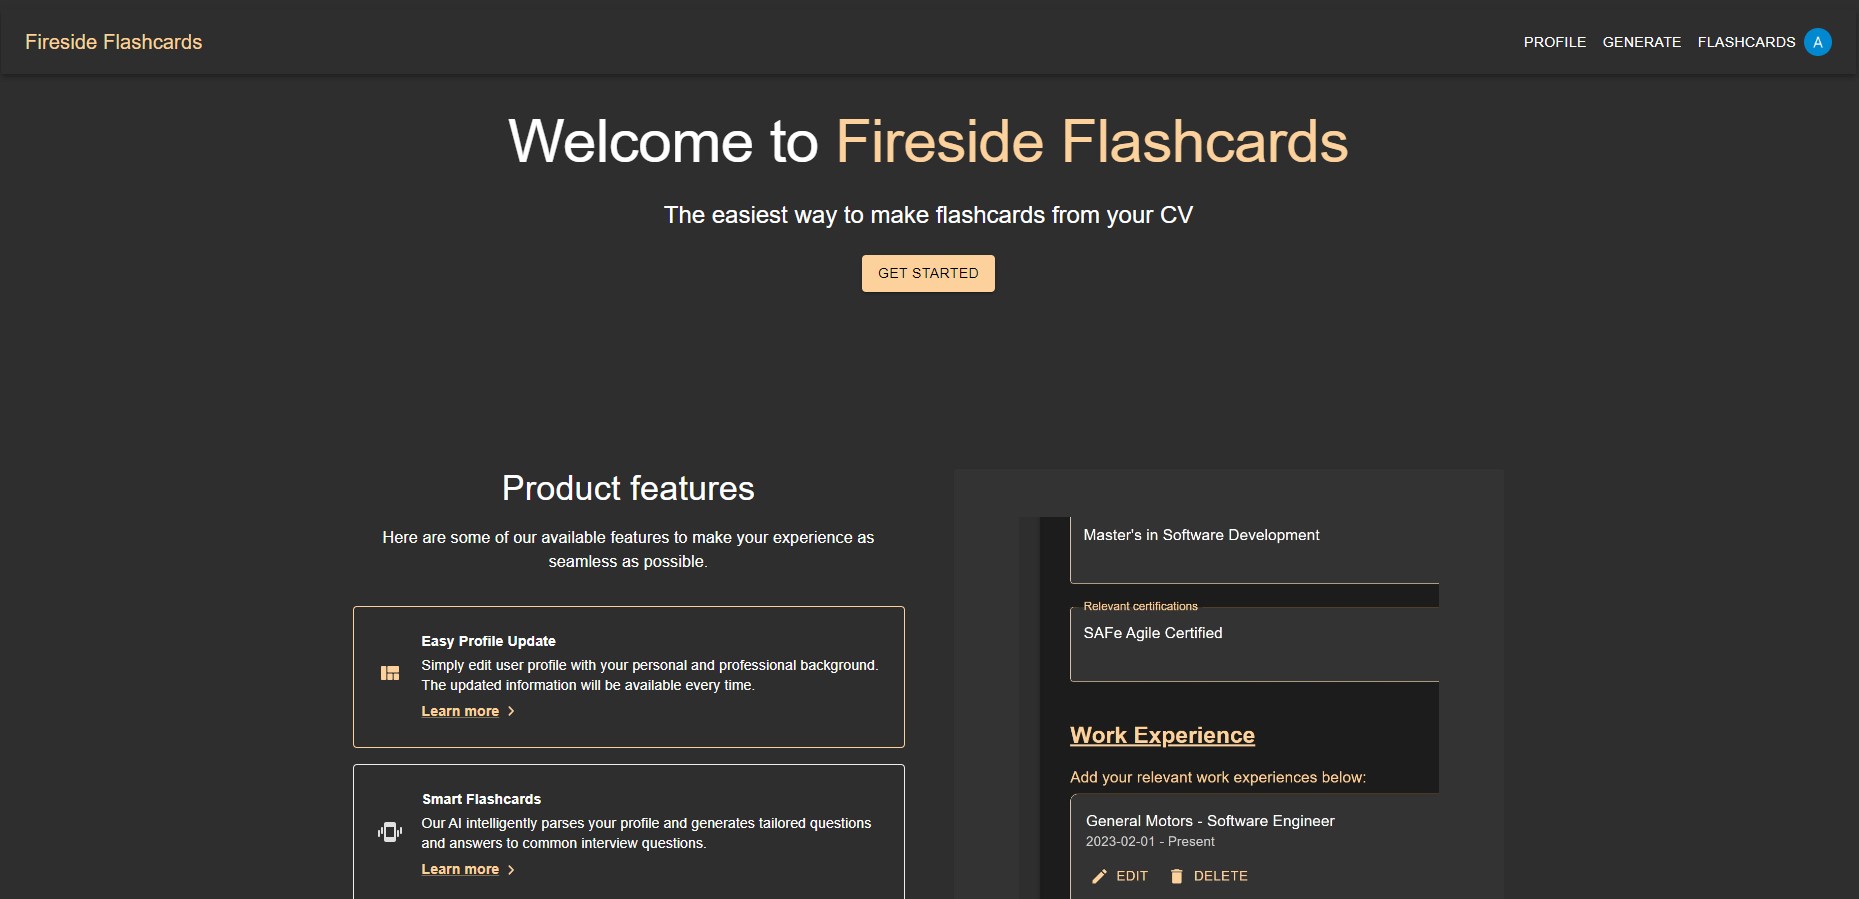 Fireside Flashcards
PROFILE GENERATE FLASHCARDS A
Welcome to Fireside Flashcards
The easiest way to make flashcards from your CV
GET STARTED
Product features
Here are some of our available features to make your experience as
seamless as possible.
Easy Profile Update
Simply edit user profile with your personal and professional background.
The updated information will be available every time.
Learn more
Smart Flashcards
Our AI intelligently parses your profile and generates tailored questions
and answers to common interview questions.
Learn more
Master's in Software Development
Relevant certifications
SAFe Agile Certified
Work Experience
Add your relevant work experiences below:
General Motors - Software Engineer
2023-02-01 - Present
EDIT DELETE